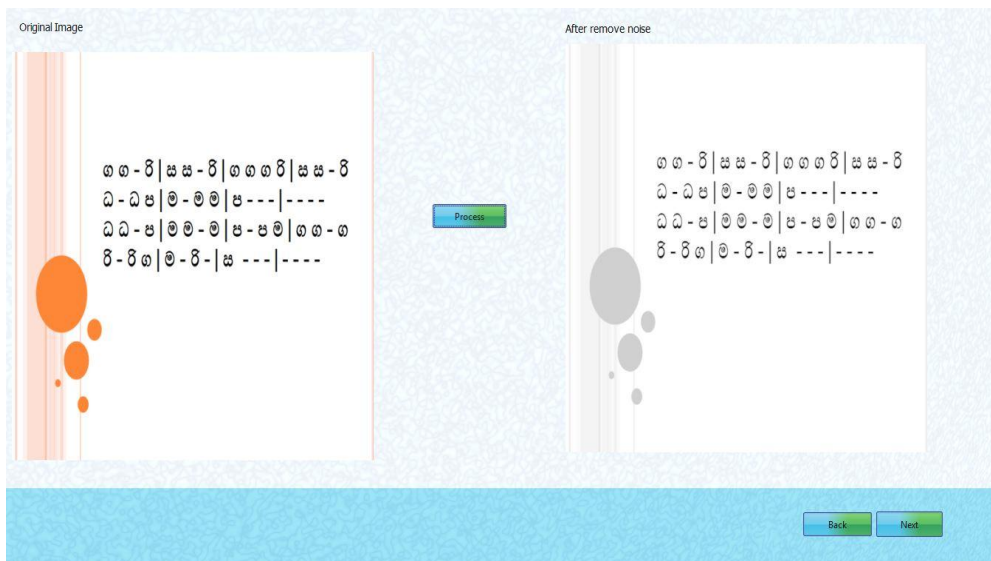 Original Image
ග ග - රි | ස ස - රි | ග ග ග රි | ස ස - රි
ධ - ධ ප | ම - ම ම | ප - - - | - - - -
ධ ධ - ප | ම ම - ම | ප - ප ම | ග ග - ග
රි - රි ග | ම - රි - | ස - - - | - - - -
Process
After remove noise
ග ග - රි | ස ස - රි | ග ග ග රි | ස ස - රි
ධ - ධ ප | ම - ම ම | ප - - - | - - - -
ධ ධ - ප | ම ම - ම | ප - ප ම | ග ග - ග
රි - රි ග | ම - රි - | ස - - - | - - - -
Back
Next